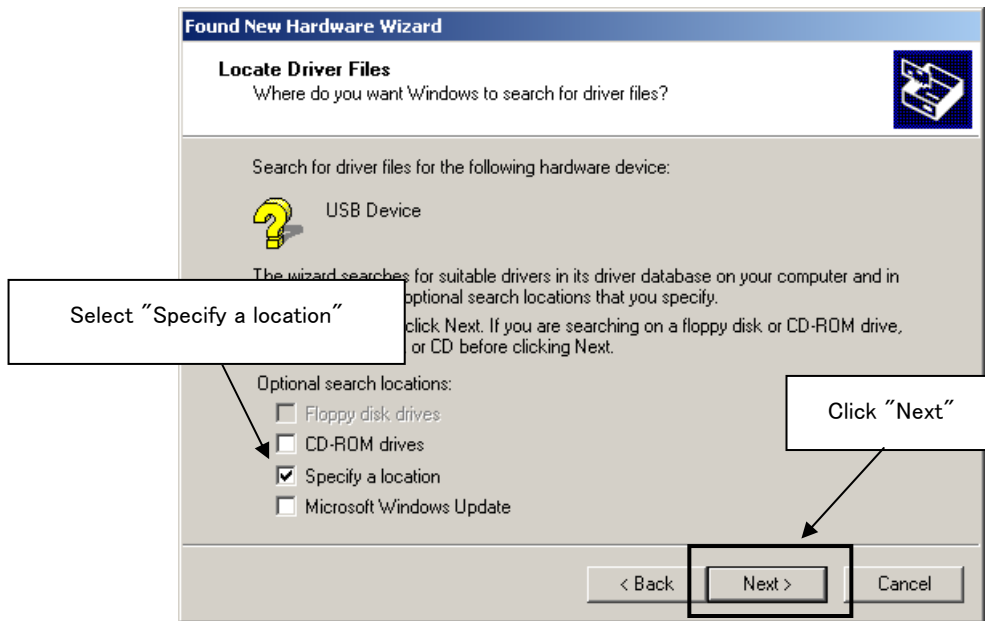 Found New Hardware Wizard
Locate Driver Files
Where do you want Windows to search for driver files?
Search for driver files for the following hardware device:
USB Device
The wizard searches for suitable drivers in its driver database on your computer and in
optional search locations that you specify.
Select "Specify a location"
click Next. If you are searching on a floppy disk or CD-ROM drive,
or CD before clicking Next.
Optional search locations:
Floppy disk drives
Click "Next"
CD-ROM drives
Specify a location
Microsoft Windows Update
< Back
Next >
Cancel